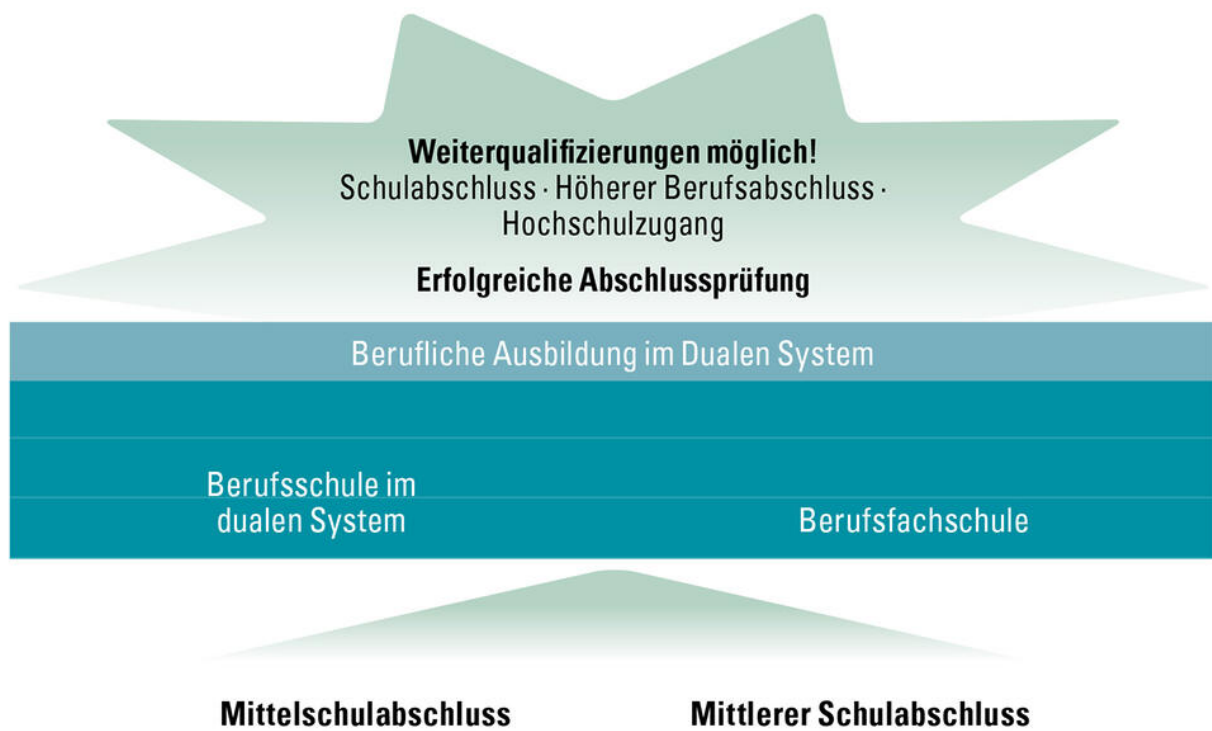 Weiterqualifizierungen möglich!
Schulabschluss · Höherer Berufsabschluss ·
Hochschulzugang
Erfolgreiche Abschlussprüfung
Berufliche Ausbildung im Dualen System
Berufsschule im
dualen System
Berufsfachschule
Mittelschulabschluss
Mittlerer Schulabschluss